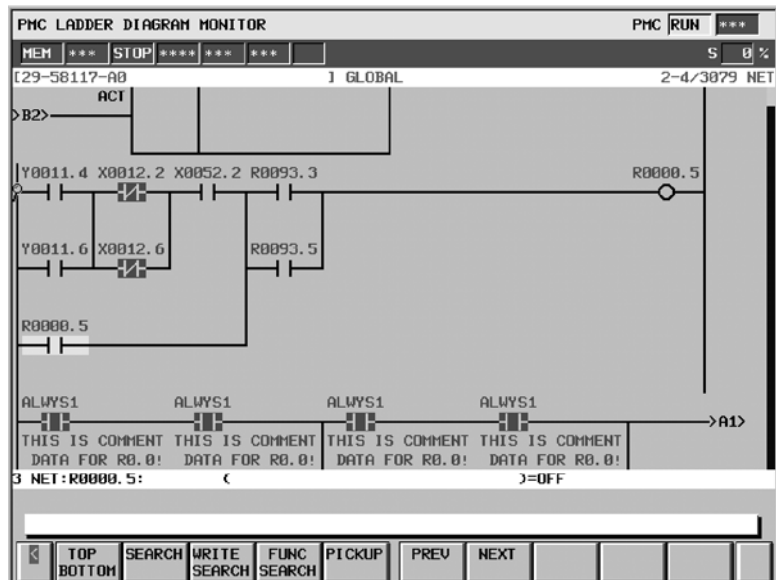 PMC LADDER DIAGRAM MONITOR PMC RUN ***
MEM *** STOP **** *** *** S 0 %
[29-58117-A0 ] GLOBAL 2-4/3079 NET
ACT
>B2>
Y0011.4 X0012.2 X0052.2 R0093.3 R0000.5
Y0011.6 X0012.6 R0093.5
R0000.5
ALWYS1 ALWYS1 ALWYS1 ALWYS1
>A1>
THIS IS COMMENT THIS IS COMMENT THIS IS COMMENT THIS IS COMMENT
DATA FOR R0.0! DATA FOR R0.0! DATA FOR R0.0! DATA FOR R0.0!
3 NET:R0000.5: ( )=OFF
< TOP SEARCH WRITE FUNC PICKUP PREV NEXT
BOTTOM SEARCH SEARCH